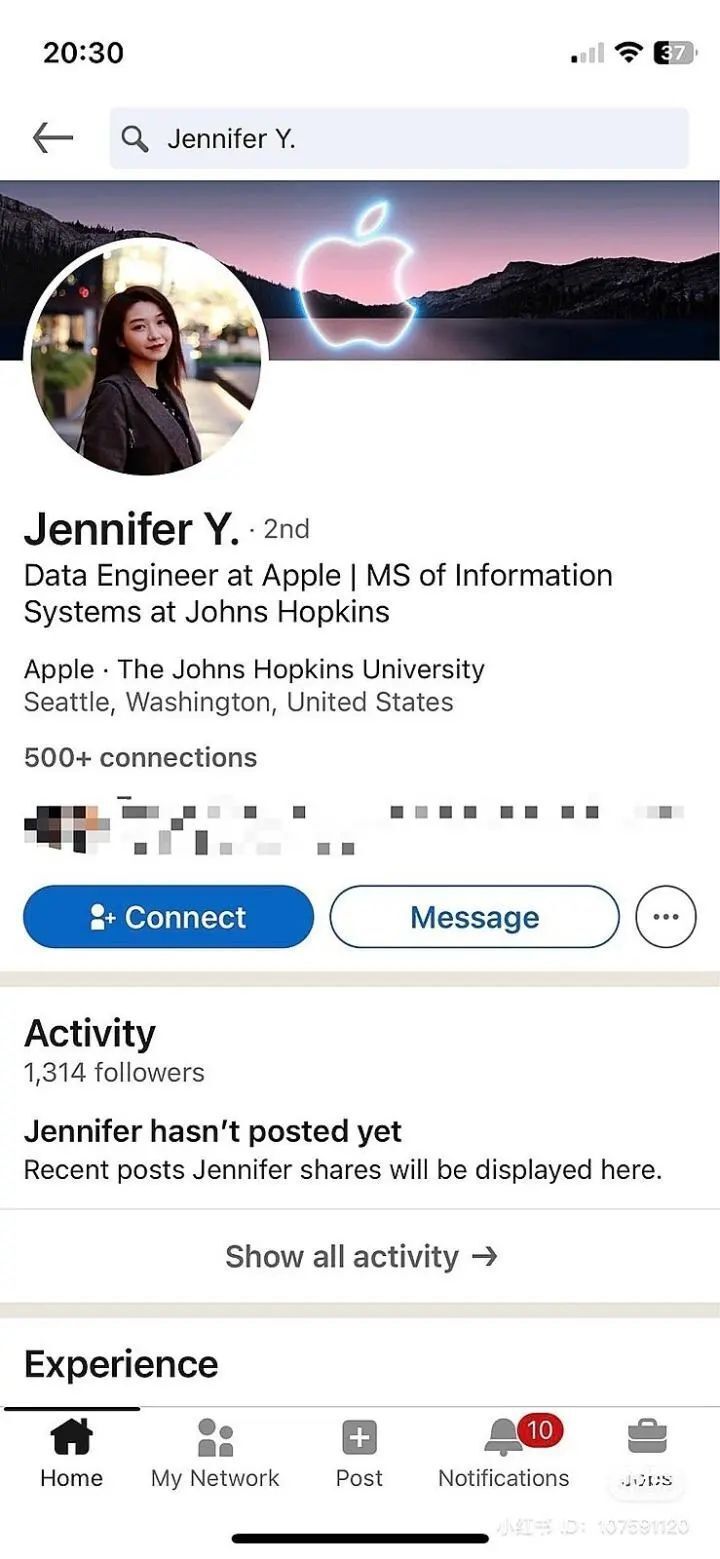 20:30
37
Jennifer Y.
Jennifer Y. · 2nd
Data Engineer at Apple | MS of Information
Systems at Johns Hopkins
Apple · The Johns Hopkins University
Seattle, Washington, United States
500+ connections
Connect
Message
Activity
1,314 followers
Jennifer hasn’t posted yet
Recent posts Jennifer shares will be displayed here.
Show all activity →
Experience
10
Home
My Network
Post
Notifications
Jobs
小红书 ID: 107591120